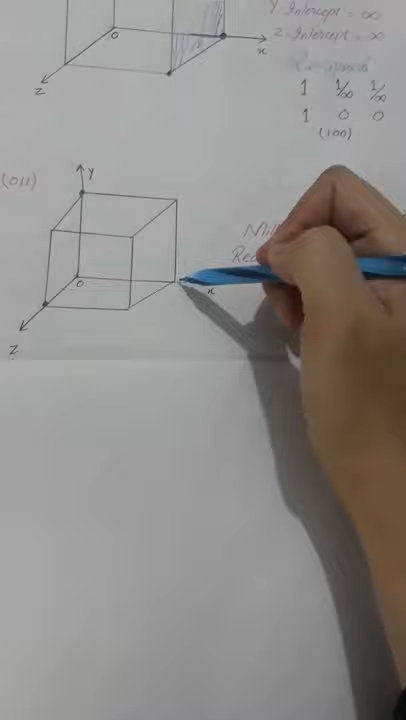 Y Intercept = ∞
Z-Intercept = ∞
O
x
z
1 1/∞ 1/∞
1 0 0
(100)
(011)
Y
O
x
Z